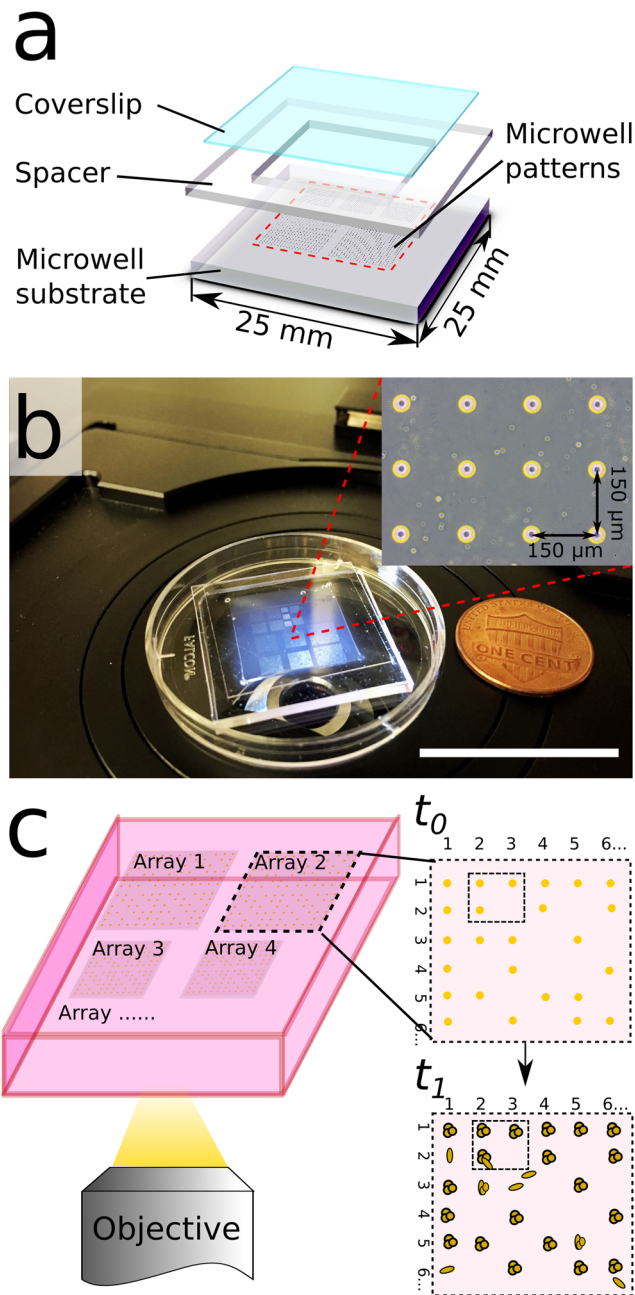 a
Coverslip
Spacer
Microwell
patterns
Microwell
substrate
25 mm
25 mm
b
150 µm
150 µm
FALCON
UNITED STATES OF
ONE CENT
c
Array 1
Array 2
Array 3
Array 4
Array ......
Objective
t0
1 2 3 4 5 6...
1
2
3
4
5
6...
t1
1 2 3 4 5 6...
1
2
3
4
5
6...